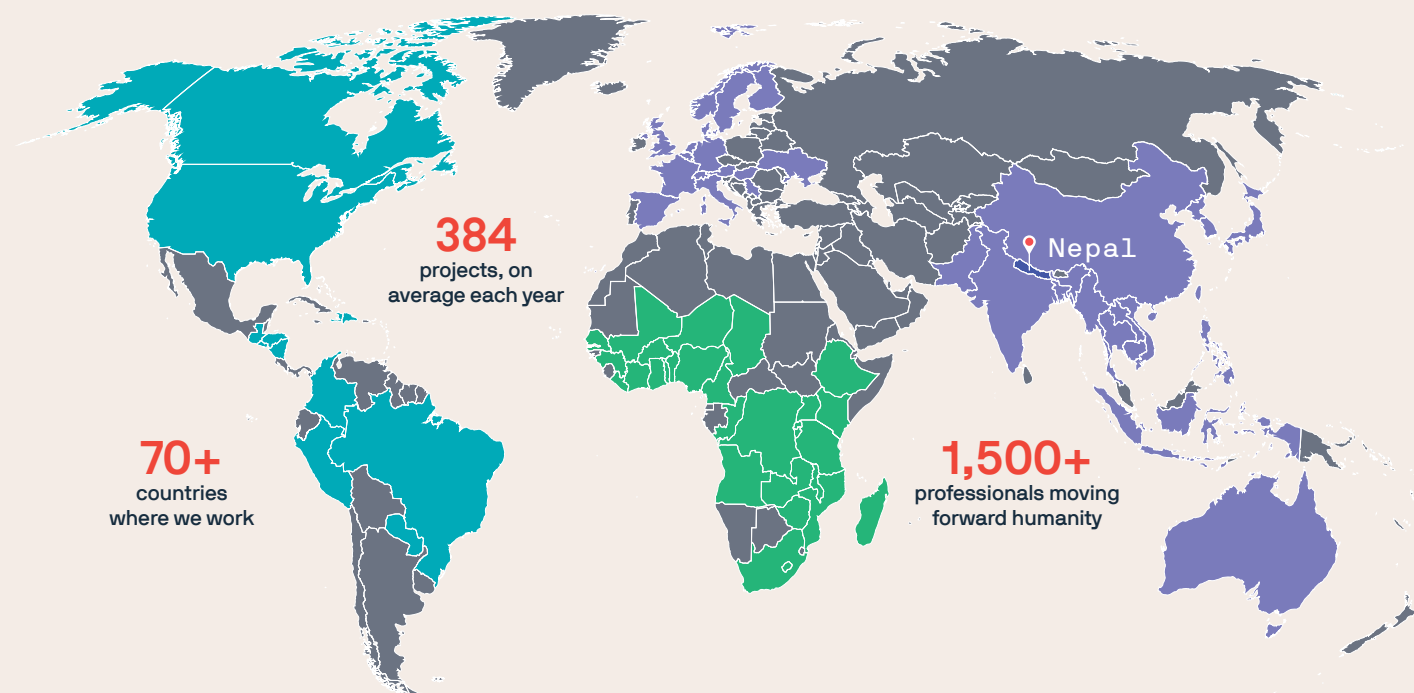 384
projects, on
average each year
Nepal
70+
countries
where we work
1,500+
professionals moving
forward humanity